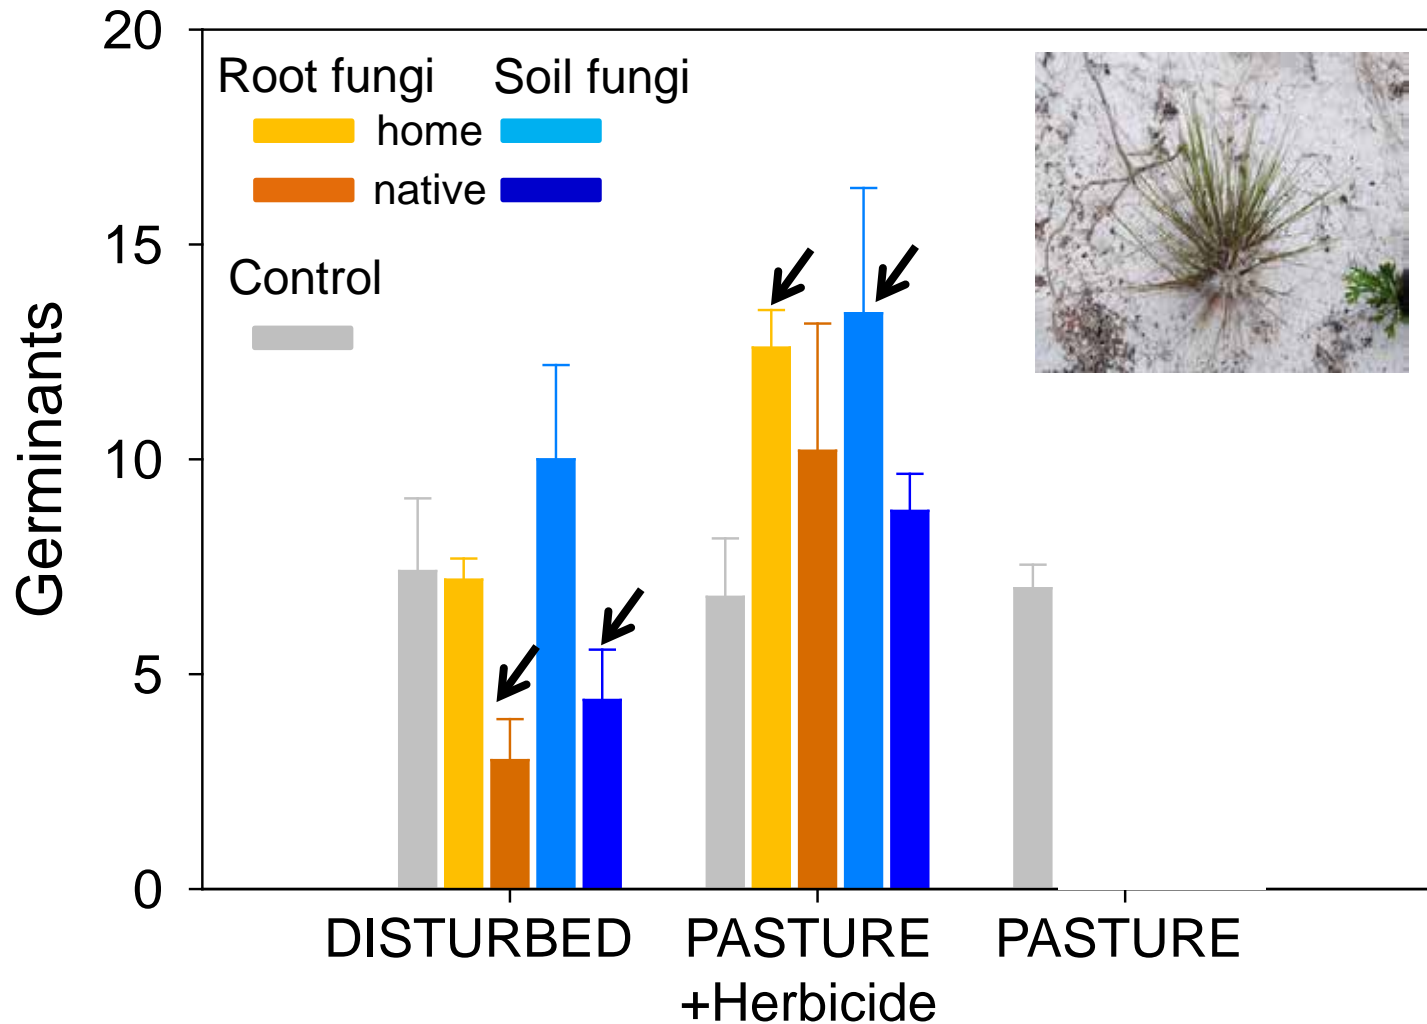 Germinants
20
15
10
5
0
Root fungi Soil fungi
home
native
Control
DISTURBED PASTURE PASTURE
+Herbicide